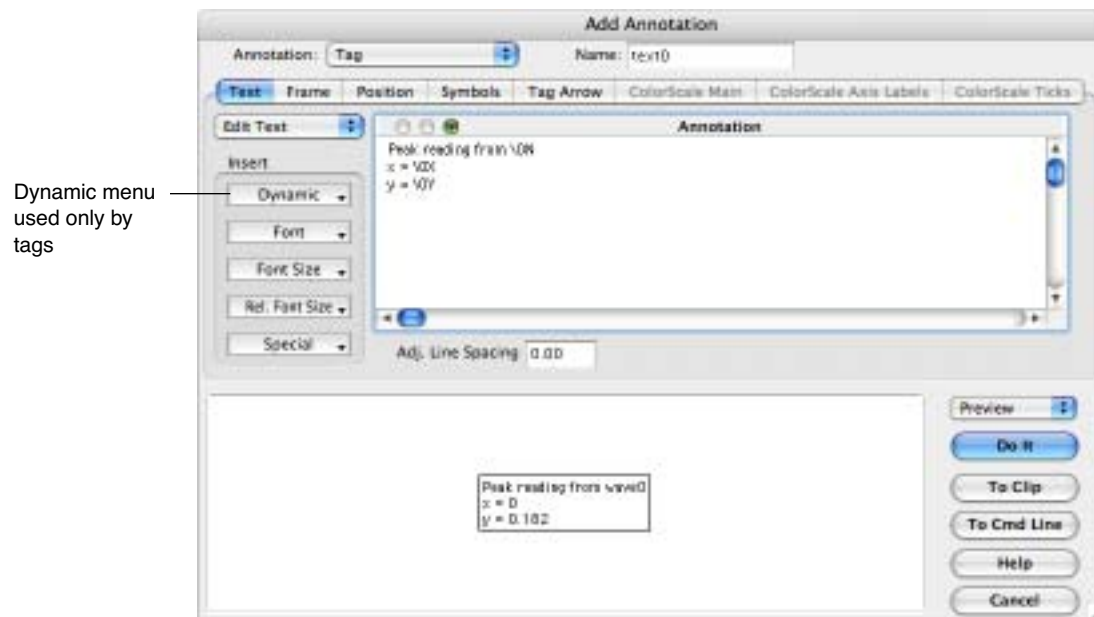 Add Annotation
Annotation: Tag Name: text0
Text Frame Position Symbols Tag Arrow ColorScale Main ColorScale Axis Labels ColorScale Ticks
Edit Text
Annotation
Peak reading from \ON
x = \OX
y = \OY
Insert
Dynamic
Font
Font Size
Rel. Font Size
Special
Dynamic menu
used only by
tags
Adj. Line Spacing 0.00
Preview
Do It
To Clip
To Cmd Line
Help
Cancel
Peak reading from wave0
x = 0
y = 0.182